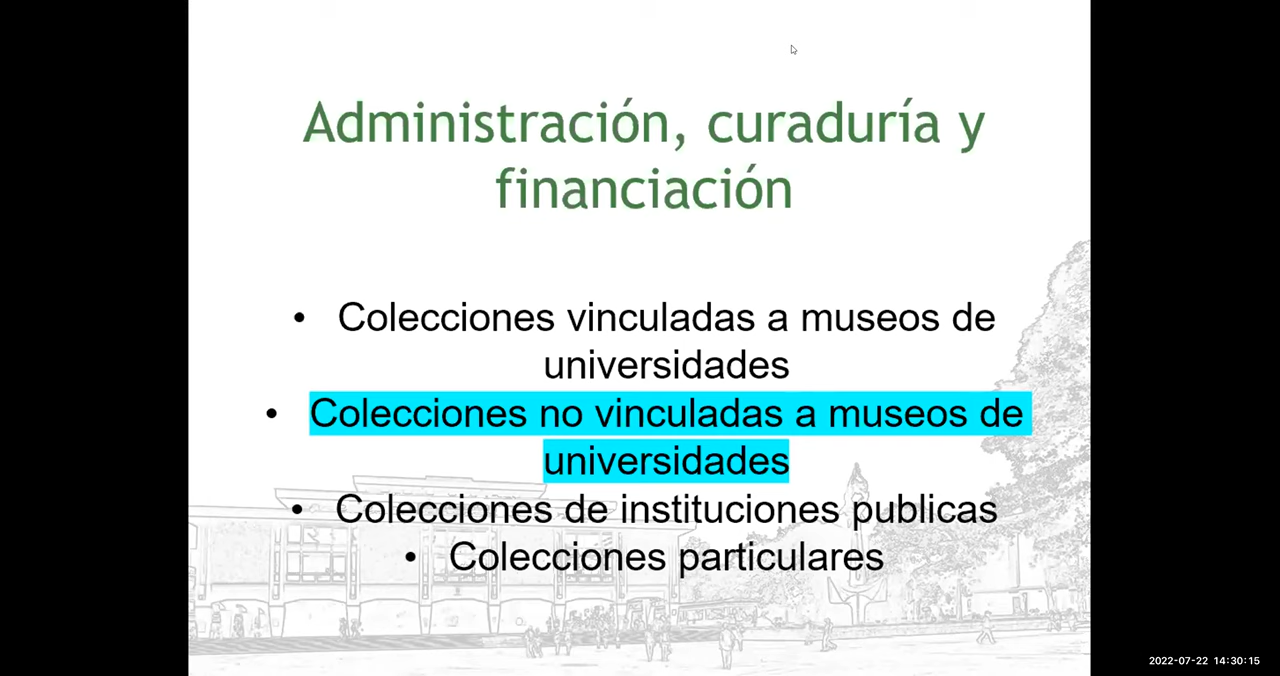 Administración, curaduría y
financiación
• Colecciones vinculadas a museos de
universidades
• Colecciones no vinculadas a museos de
universidades
• Colecciones de instituciones publicas
• Colecciones particulares
2022-07-22 14:30:15